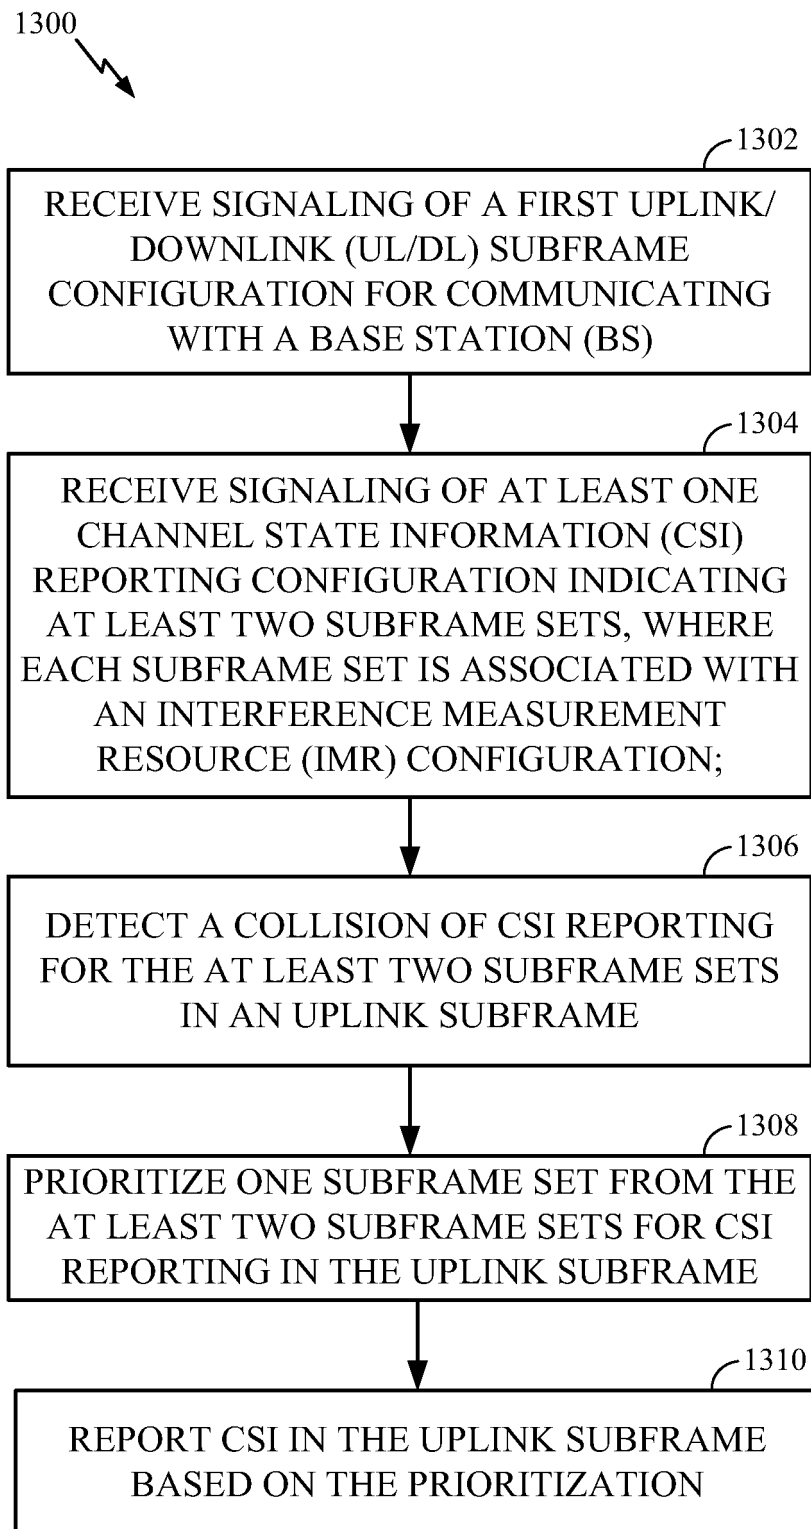 1300
1302
RECEIVE SIGNALING OF A FIRST UPLINK/
DOWNLINK (UL/DL) SUBFRAME
CONFIGURATION FOR COMMUNICATING
WITH A BASE STATION (BS)
1304
RECEIVE SIGNALING OF AT LEAST ONE
CHANNEL STATE INFORMATION (CSI)
REPORTING CONFIGURATION INDICATING
AT LEAST TWO SUBFRAME SETS, WHERE
EACH SUBFRAME SET IS ASSOCIATED WITH
AN INTERFERENCE MEASUREMENT
RESOURCE (IMR) CONFIGURATION;
1306
DETECT A COLLISION OF CSI REPORTING
FOR THE AT LEAST TWO SUBFRAME SETS
IN AN UPLINK SUBFRAME
1308
PRIORITIZE ONE SUBFRAME SET FROM THE
AT LEAST TWO SUBFRAME SETS FOR CSI
REPORTING IN THE UPLINK SUBFRAME
1310
REPORT CSI IN THE UPLINK SUBFRAME
BASED ON THE PRIORITIZATION